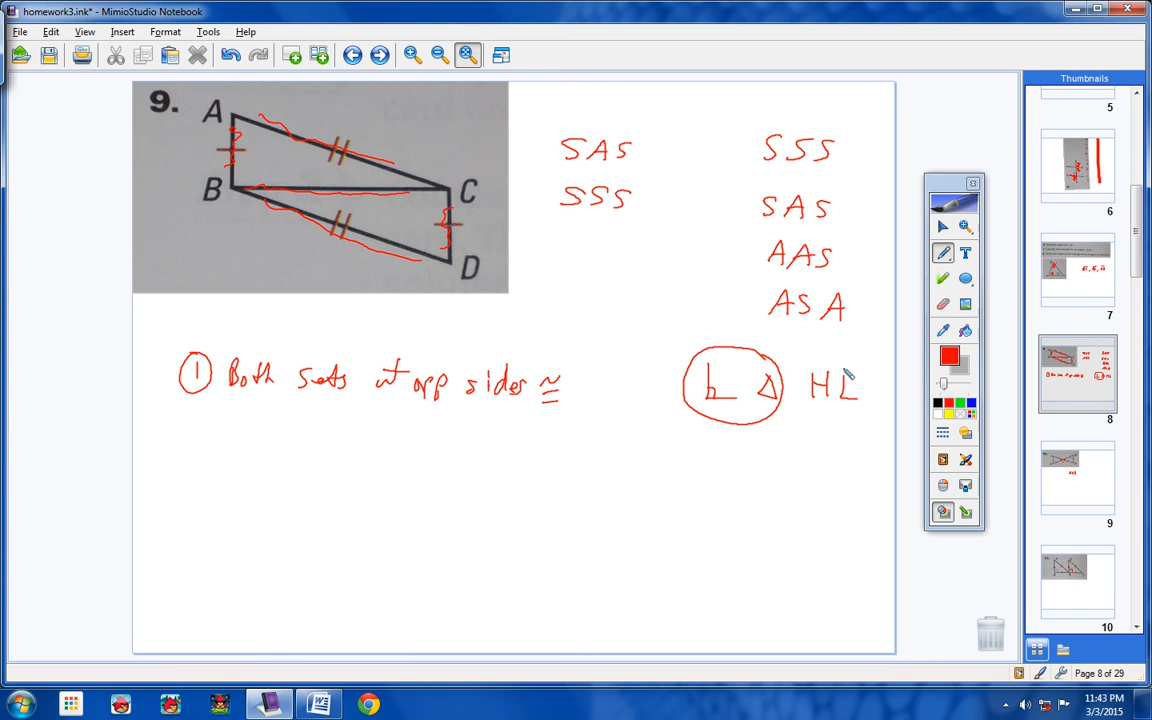 homework3.ink* - MimioStudio Notebook
File Edit View Insert Format Tools Help
9.
A
B
C
D
SAS
SSS
SSS
SAS
AAS
ASA
① Both sets of opp sides ≅
L Δ HL
T
Thumbnails
5
6
7
8
9
10
Page 8 of 29
11:43 PM
3/3/2015